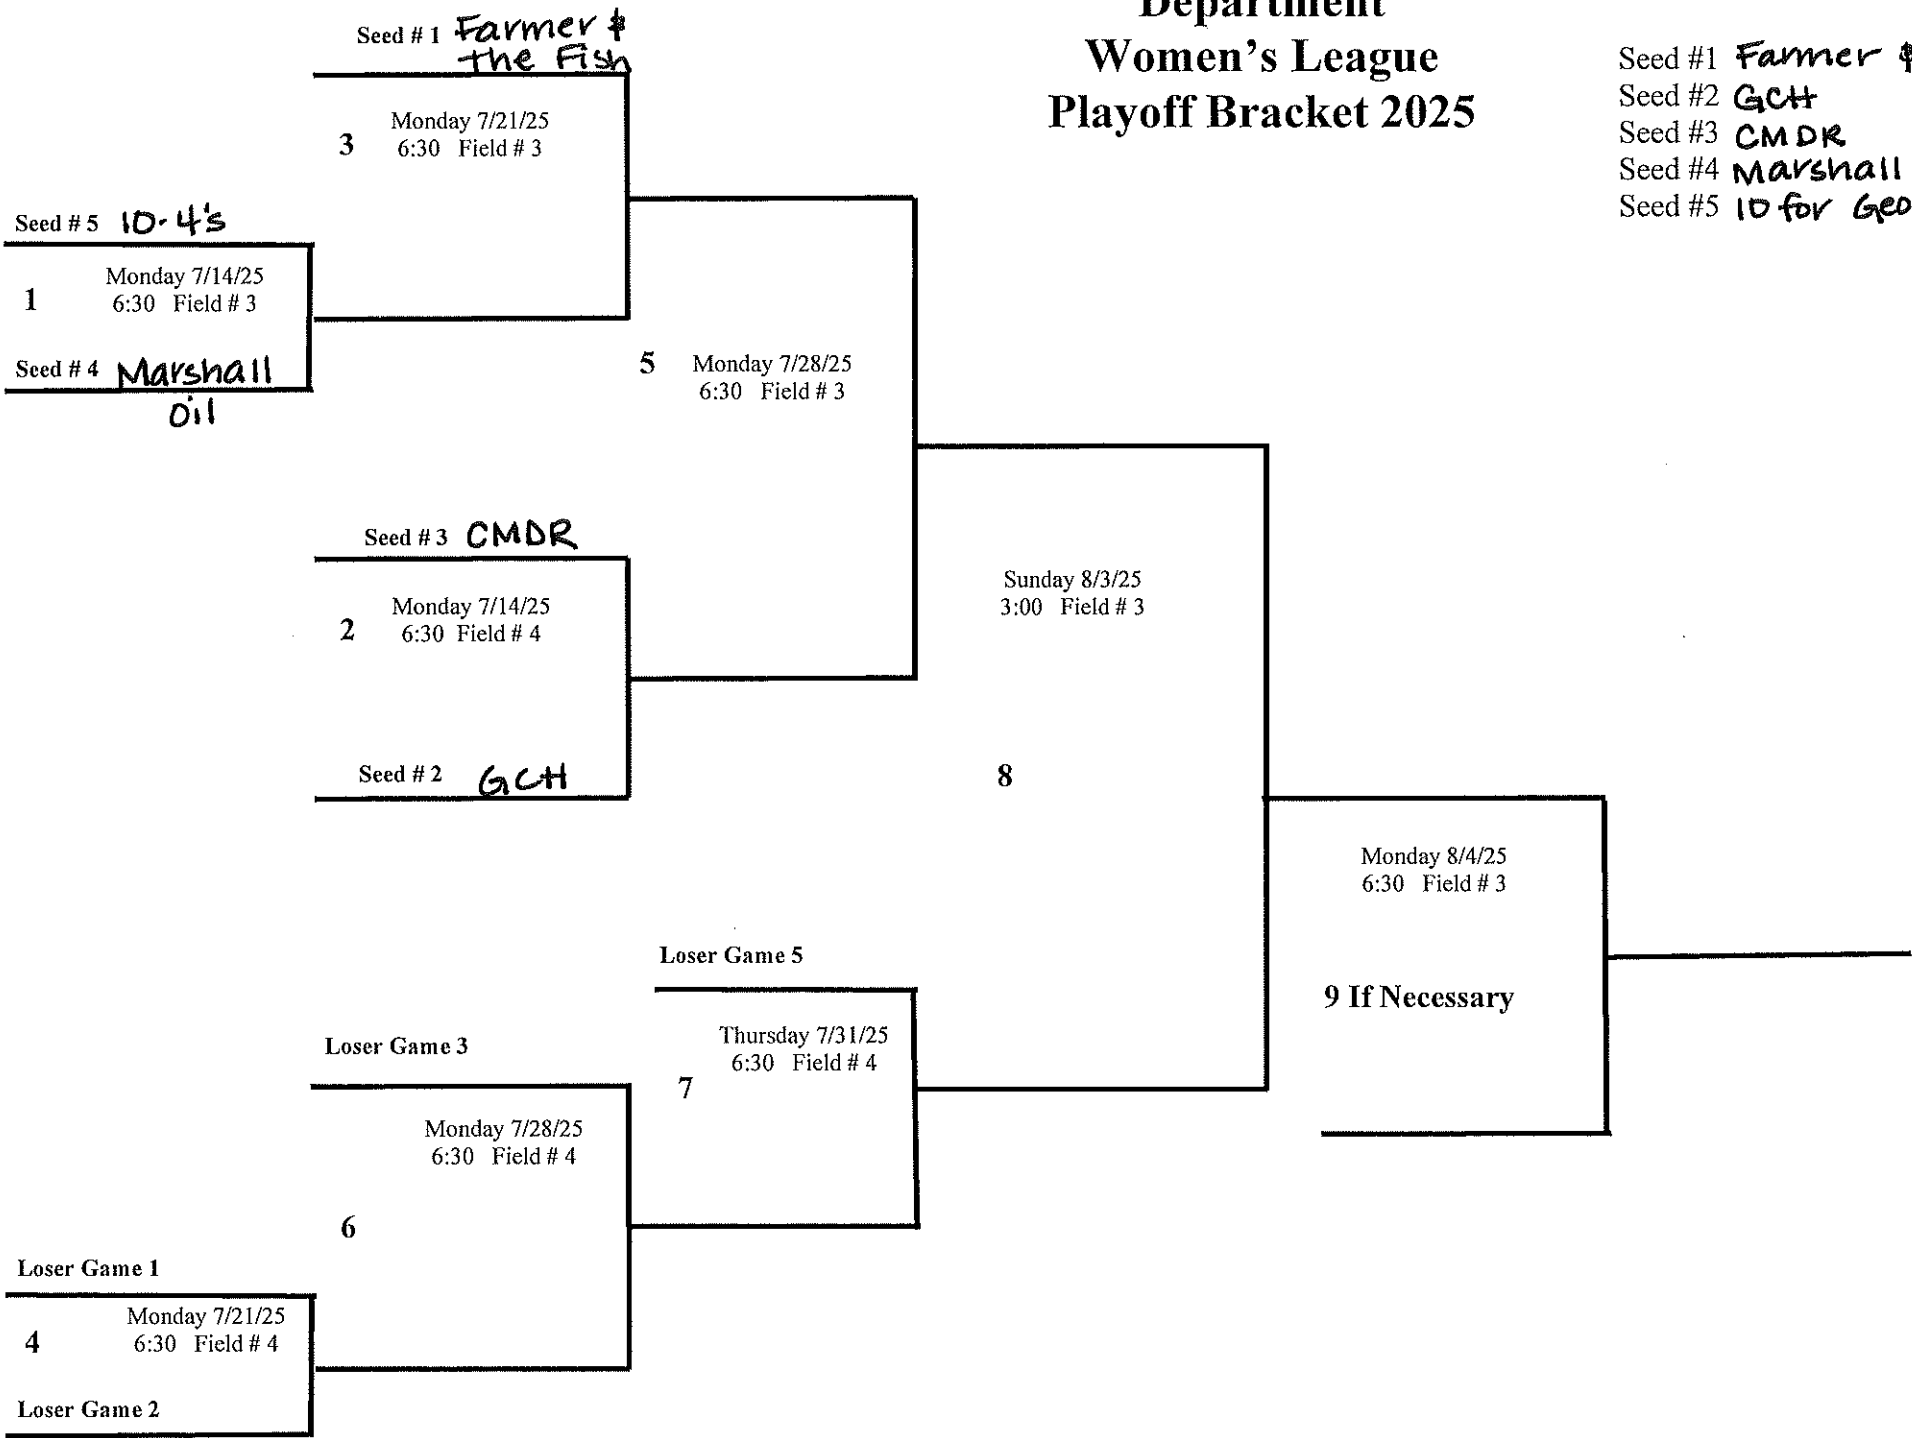 Department
Women's League
Playoff Bracket 2025
Seed #1 Farmer &
Seed #2 GCH
Seed #3 CMDR
Seed #4 Marshall
Seed #5 10 for Geo
Seed # 1 Farmer &
the Fish
3
Monday 7/21/25
6:30 Field # 3
Seed # 5 10-4's
1
Monday 7/14/25
6:30 Field # 3
Seed # 4 Marshall
Oil
5
Monday 7/28/25
6:30 Field # 3
Seed # 3 CMDR
2
Monday 7/14/25
6:30 Field # 4
Seed # 2 GCH
Sunday 8/3/25
3:00 Field # 3
8
Monday 8/4/25
6:30 Field # 3
9 If Necessary
Loser Game 5
Thursday 7/31/25
6:30 Field # 4
7
Loser Game 3
Monday 7/28/25
6:30 Field # 4
6
Loser Game 1
Monday 7/21/25
6:30 Field # 4
4
Loser Game 2